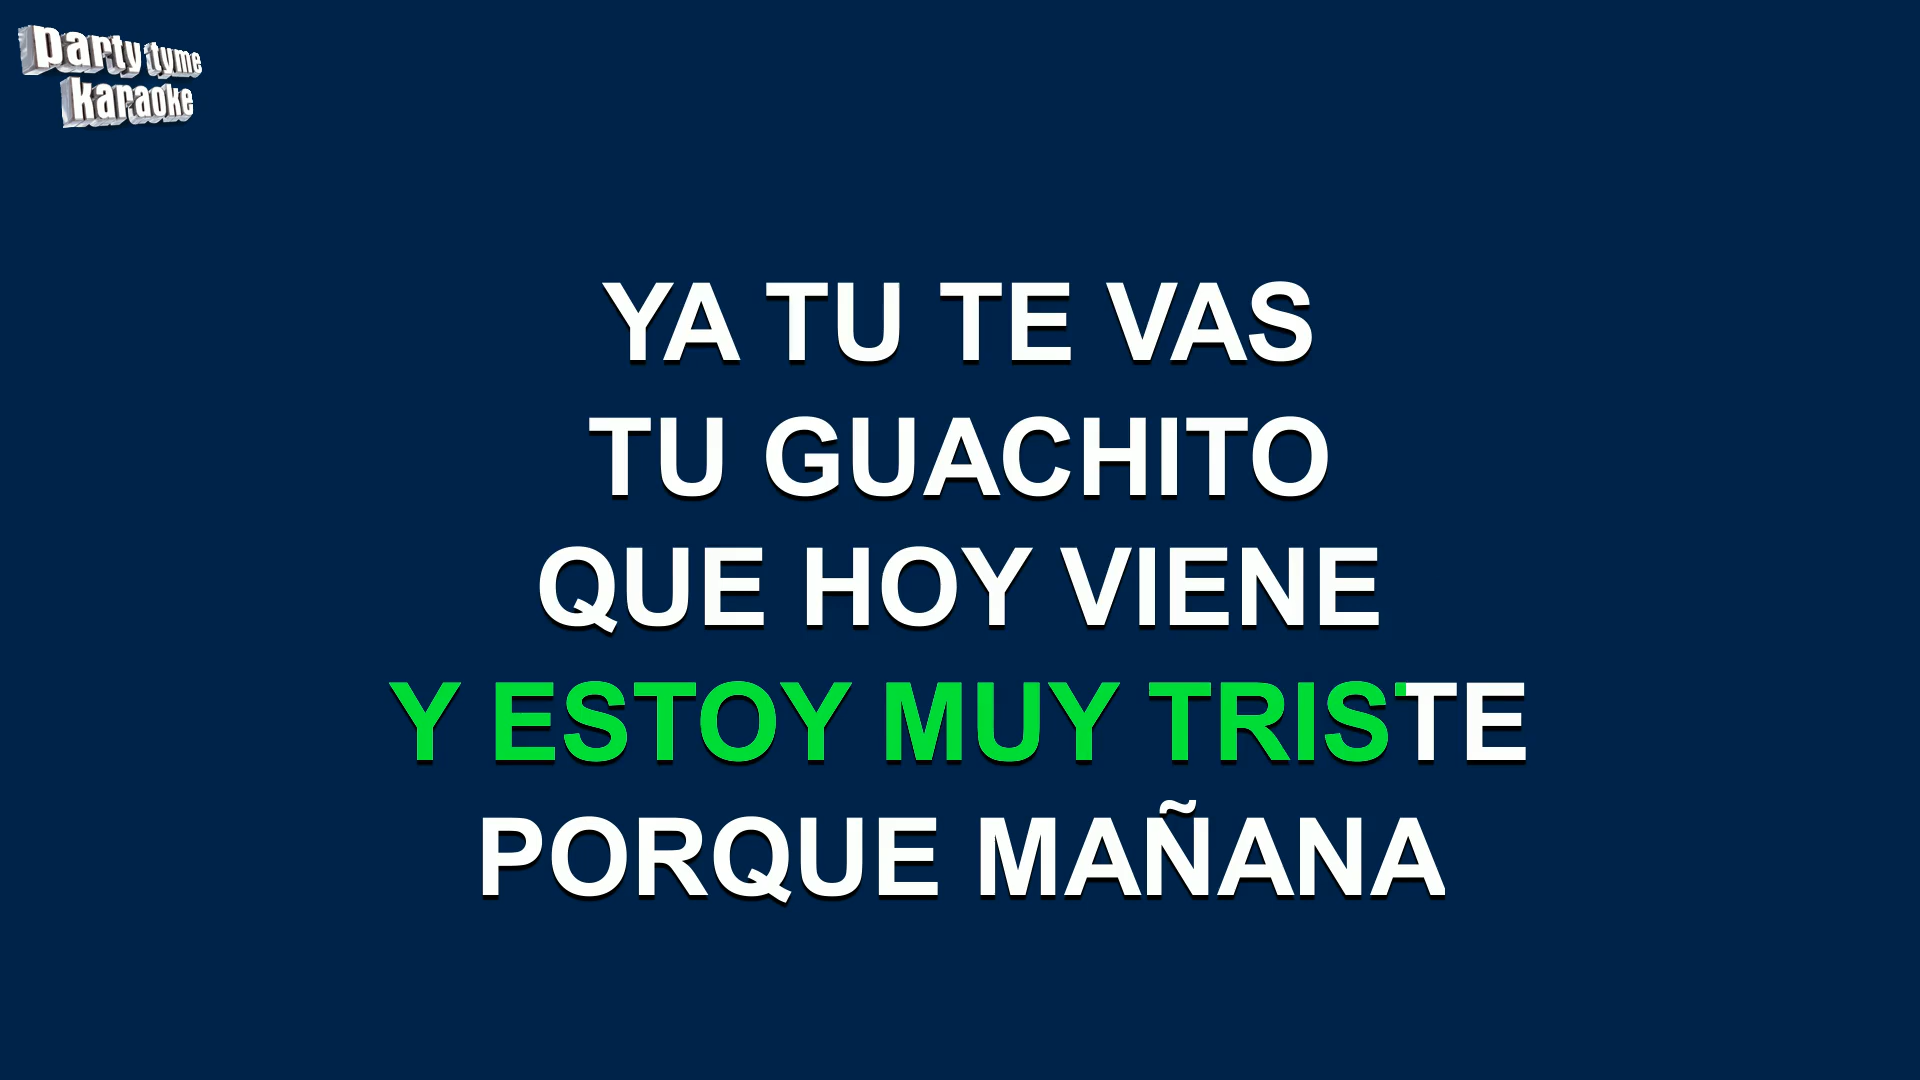 party tyme
karaoke
YA TU TE VAS
TU GUACHITO
QUE HOY VIENE
Y ESTOY MUY TRISTE
PORQUE MAÑANA